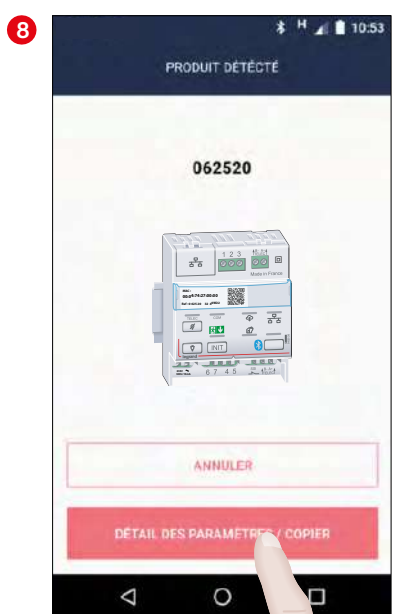 8
H 10:53
PRODUIT DÉTÉCTÉ
062520
1 2 3
Made in France
INIT
6 7 4 5
ANNULER
DÉTAIL DES PARAMÈTRES / COPIER